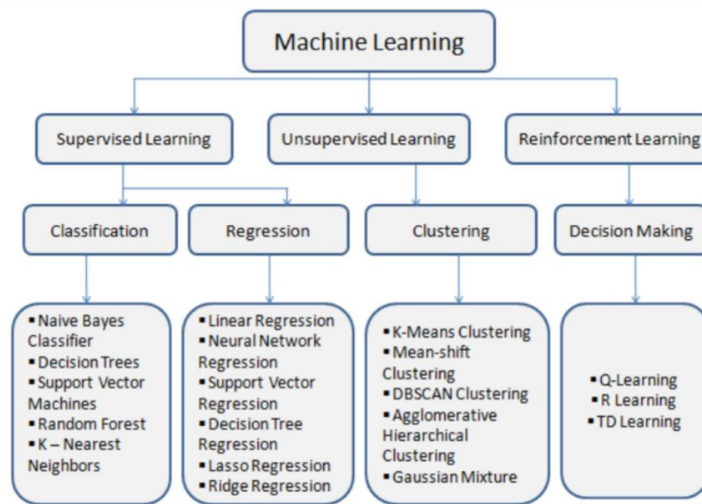 Machine Learning
Supervised Learning
Unsupervised Learning
Reinforcement Learning
Classification
Regression
Clustering
Decision Making
▪ Naive Bayes
Classifier
▪ Decision Trees
▪ Support Vector
Machines
▪ Random Forest
▪ K – Nearest
Neighbors
▪ Linear Regression
▪ Neural Network
Regression
▪ Support Vector
Regression
▪ Decision Tree
Regression
▪ Lasso Regression
▪ Ridge Regression
▪ K-Means Clustering
▪ Mean-shift
Clustering
▪ DBSCAN Clustering
▪ Agglomerative
Hierarchical
Clustering
▪ Gaussian Mixture
▪ Q-Learning
▪ R Learning
▪ TD Learning